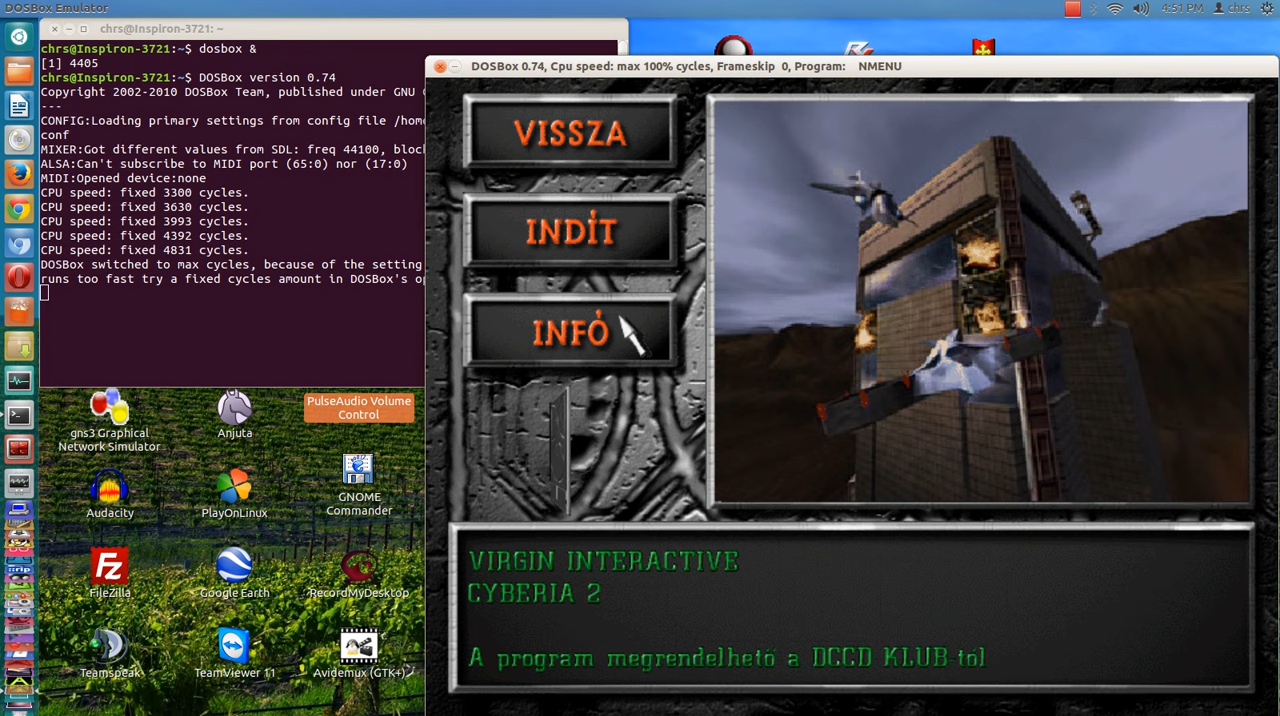 DOSBox Emulator
4:51 PM chrs
chrs@Inspiron-3721: ~
chrs@Inspiron-3721:~$ dosbox &
[1] 4405
chrs@Inspiron-3721:~$ DOSBox version 0.74
Copyright 2002-2010 DOSBox Team, published under GNU
---
CONFIG:Loading primary settings from config file /home
conf
MIXER:Got different values from SDL: freq 44100, block
ALSA:Can't subscribe to MIDI port (65:0) nor (17:0)
MIDI:Opened device:none
CPU speed: fixed 3300 cycles.
CPU speed: fixed 3630 cycles.
CPU speed: fixed 3993 cycles.
CPU speed: fixed 4392 cycles.
CPU speed: fixed 4831 cycles.
DOSBox switched to max cycles, because of the setting
runs too fast try a fixed cycles amount in DOSBox's op
DOSBox 0.74, Cpu speed: max 100% cycles, Frameskip 0, Program: NMENU
VISSZA
INDÍT
INFÓ
VIRGIN INTERACTIVE
CYBERIA 2
A program megrendelhető a DCCD KLUB-tól
gns3 Graphical
Network Simulator
Anjuta
PulseAudio Volume
Control
Audacity
PlayOnLinux
GNOME
Commander
Fz
FileZilla
Google Earth
RecordMyDesktop
Teamspeak
TeamViewer 11
Avidemux (GTK+)